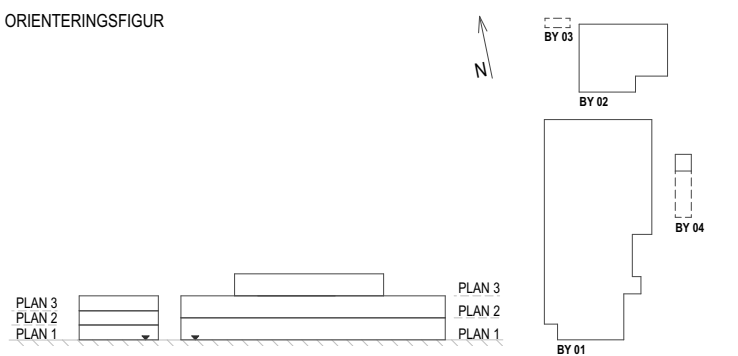 ORIENTERINGSFIGUR
N
BY 03
BY 02
BY 04
BY 01
PLAN 3
PLAN 2
PLAN 1
PLAN 3
PLAN 2
PLAN 1